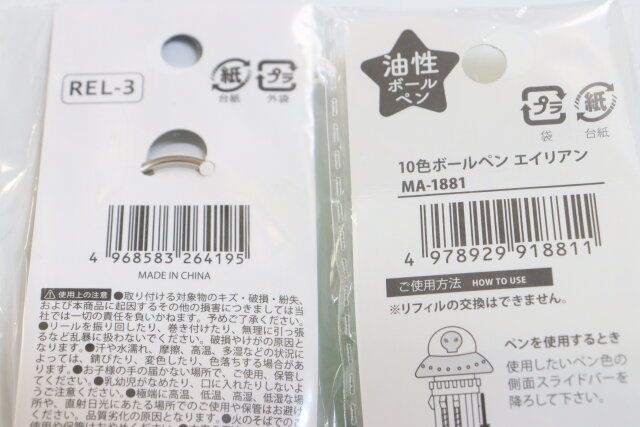 REL-3
紙
台紙
プラ
外袋
4 968583 264195
MADE IN CHINA
使用上の注意 ●取り付ける対象物のキズ・破損・紛失、
および本商品に起因するその他の損害につきましては当
社では一切の責任を負いかねます。予めご了承ください。
●リールを振り回したり、巻き付けたり、無理に引っ張
るなど乱暴に扱わないでください。破損やけがの原因と
なります。●汗や水濡れ、摩擦、高温、多湿などの状況に
よっては、錆びたり、変色したり、色落ちする場合があり
ます。●お子様の手の届かない場所で、ご使用、保管し
てください。●乳幼児がなめたり、口に入れたりしないよ
うご注意ください。●極端に高温、低温、高湿、低湿な場
所や、直射日光にあたる場所でのご使用や保管はお避け
ください。品質劣化の原因となります。●火のそばでのご
油性
ボール
ペン
プラ
袋
紙
台紙
10色ボールペン エイリアン
MA-1881
4 978929 918811
ご使用方法 HOW TO USE
※リフィルの交換はできません。
ペンを使用するとき
使用したいペン色の
側面スライドバーを
降ろして下さい。